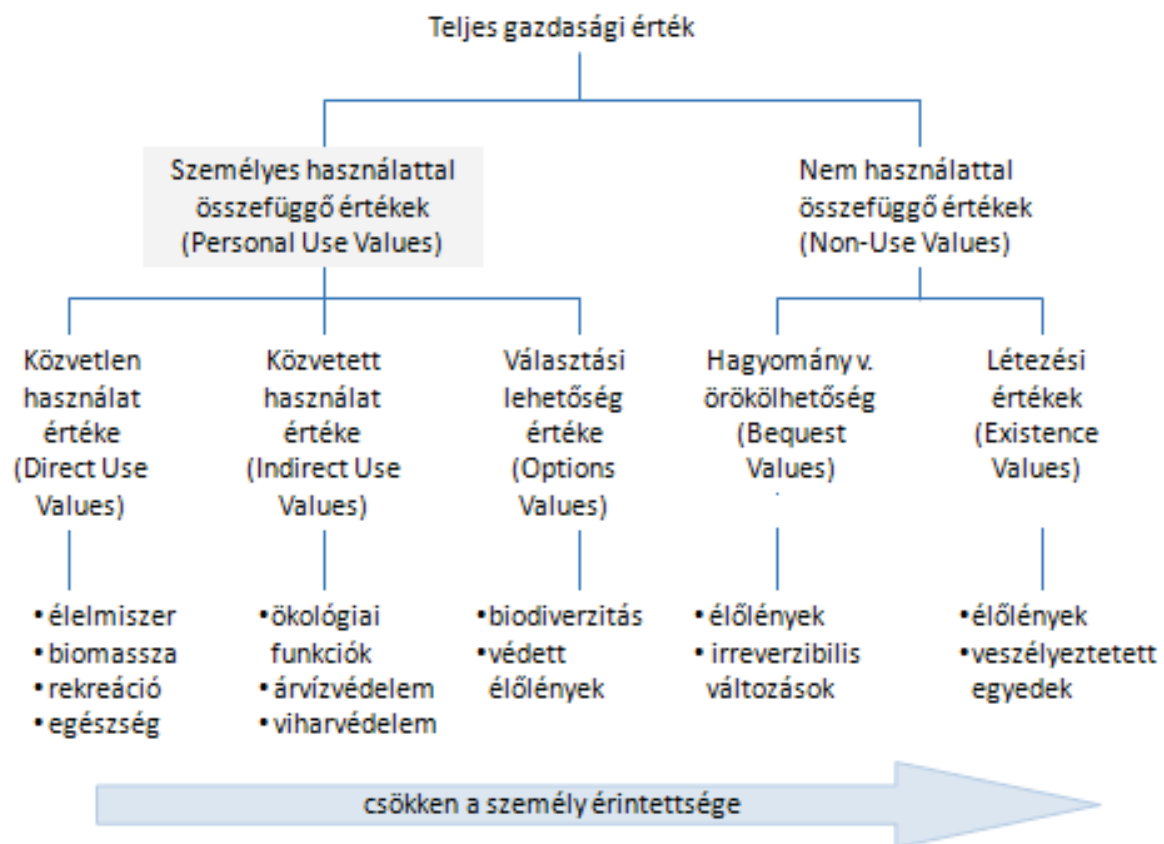 Teljes gazdasági érték
Személyes használattal
összefüggő értékek
(Personal Use Values)
Nem használattal
összefüggő értékek
(Non-Use Values)
Közvetlen
használat
értéke
(Direct Use
Values)
Közvetett
használat
értéke
(Indirect Use
Values)
Választási
lehetőség
értéke
(Options
Values)
Hagyomány v.
örökölhetőség
(Bequest
Values)
Létezési
értékek
(Existence
Values)
• élelmiszer
• biomassza
• rekreáció
• egészség
• ökológiai
funkciók
• árvízvédelem
• viharvédelem
• biodiverzitás
• védett
élőlények
• élőlények
• irreverzibilis
változások
• élőlények
• veszélyeztetett
egyedek
csökken a személy érintettsége